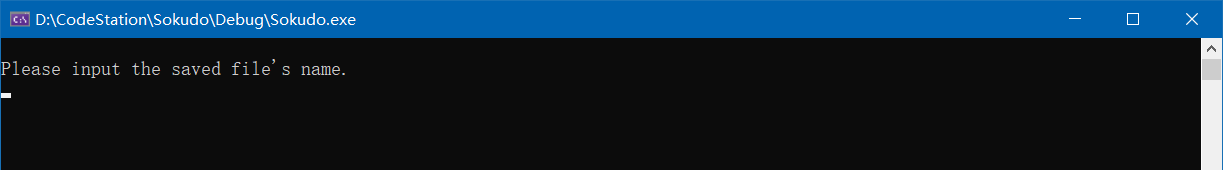 D:\CodeStation\Sokudo\Debug\Sokudo.exe
Please input the saved file's name.